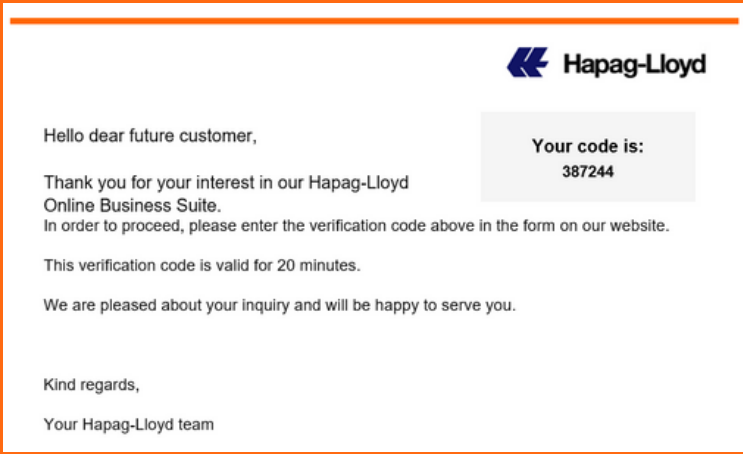 Hapag-Lloyd
Hello dear future customer,
Your code is:
387244
Thank you for your interest in our Hapag-Lloyd
Online Business Suite.
In order to proceed, please enter the verification code above in the form on our website.
This verification code is valid for 20 minutes.
We are pleased about your inquiry and will be happy to serve you.
Kind regards,
Your Hapag-Lloyd team